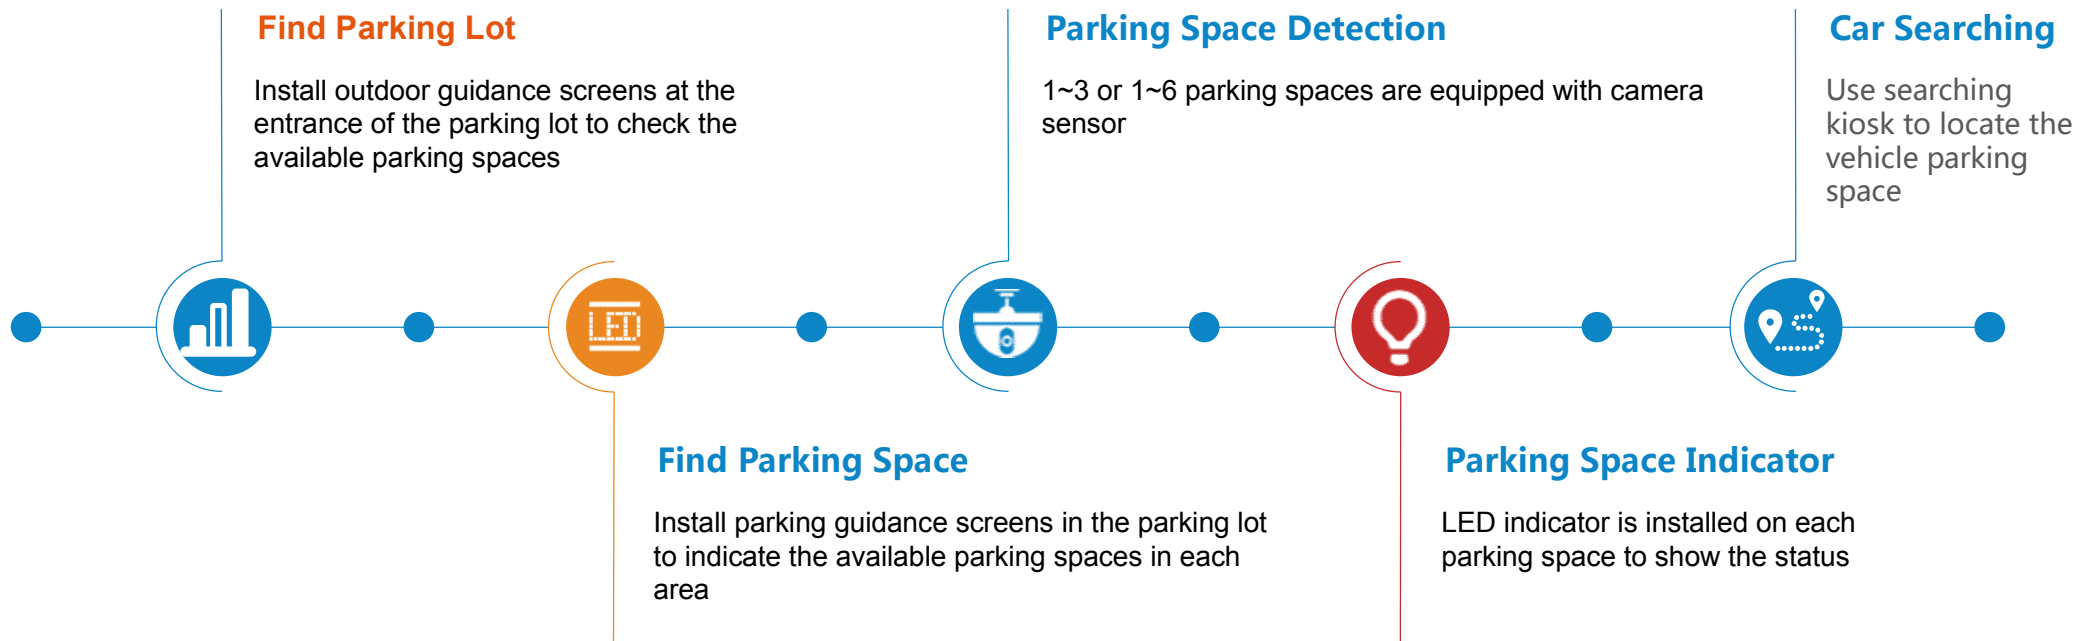 Find Parking Lot
Install outdoor guidance screens at the
entrance of the parking lot to check the
available parking spaces
Parking Space Detection
1~3 or 1~6 parking spaces are equipped with camera
sensor
Car Searching
Use searching
kiosk to locate the
vehicle parking
space
LED
Find Parking Space
Install parking guidance screens in the parking lot
to indicate the available parking spaces in each
area
Parking Space Indicator
LED indicator is installed on each
parking space to show the status